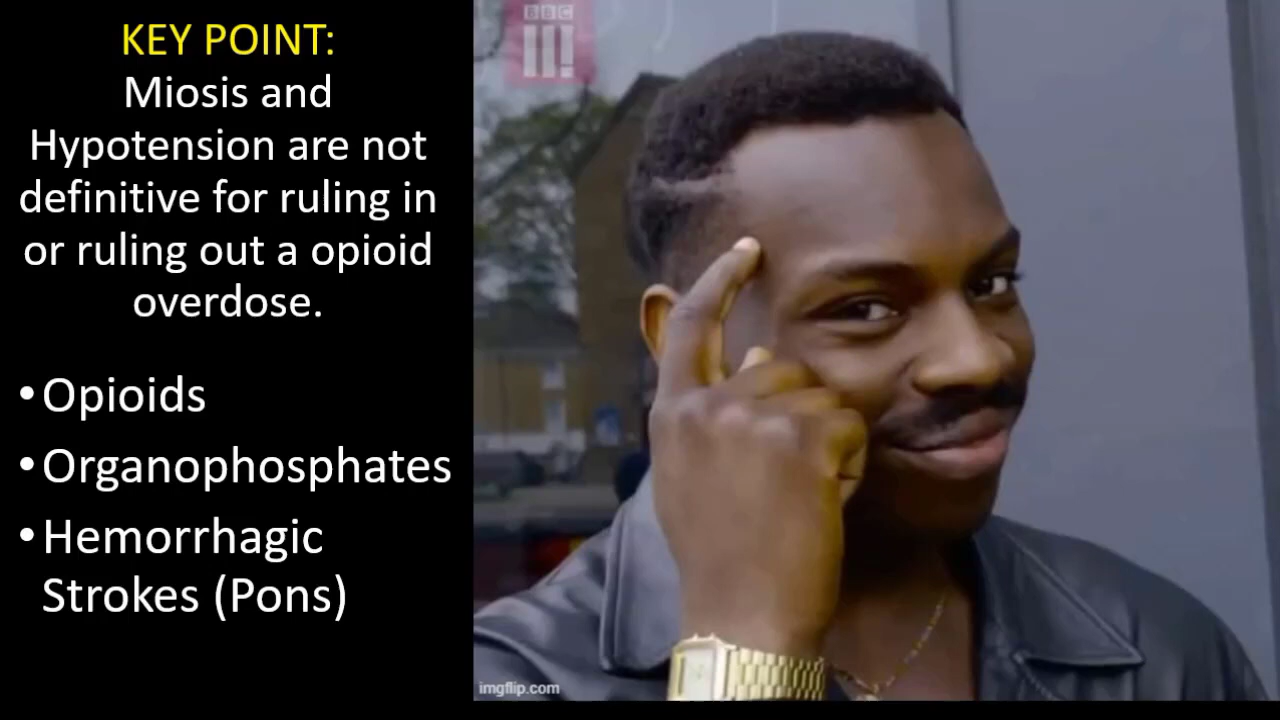 KEY POINT:
Miosis and
Hypotension are not
definitive for ruling in
or ruling out a opioid
overdose.
•Opioids
•Organophosphates
•Hemorrhagic
Strokes (Pons)
BBC
III!
imgflip.com